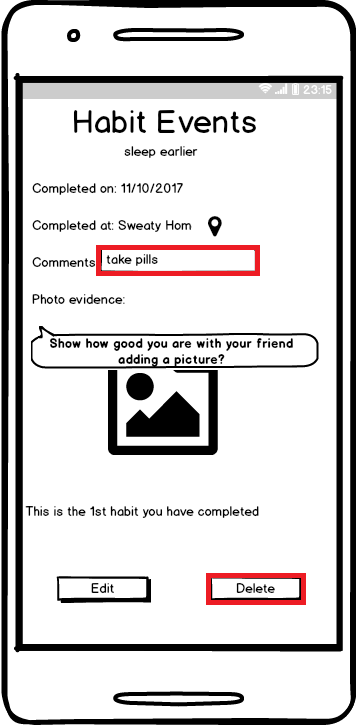 23:15
Habit Events
sleep earlier
Completed on: 11/10/2017
Completed at: Sweaty Hom
Comments take pills
Photo evidence:
Show how good you are with your friend
adding a picture?
This is the 1st habit you have completed
Edit Delete